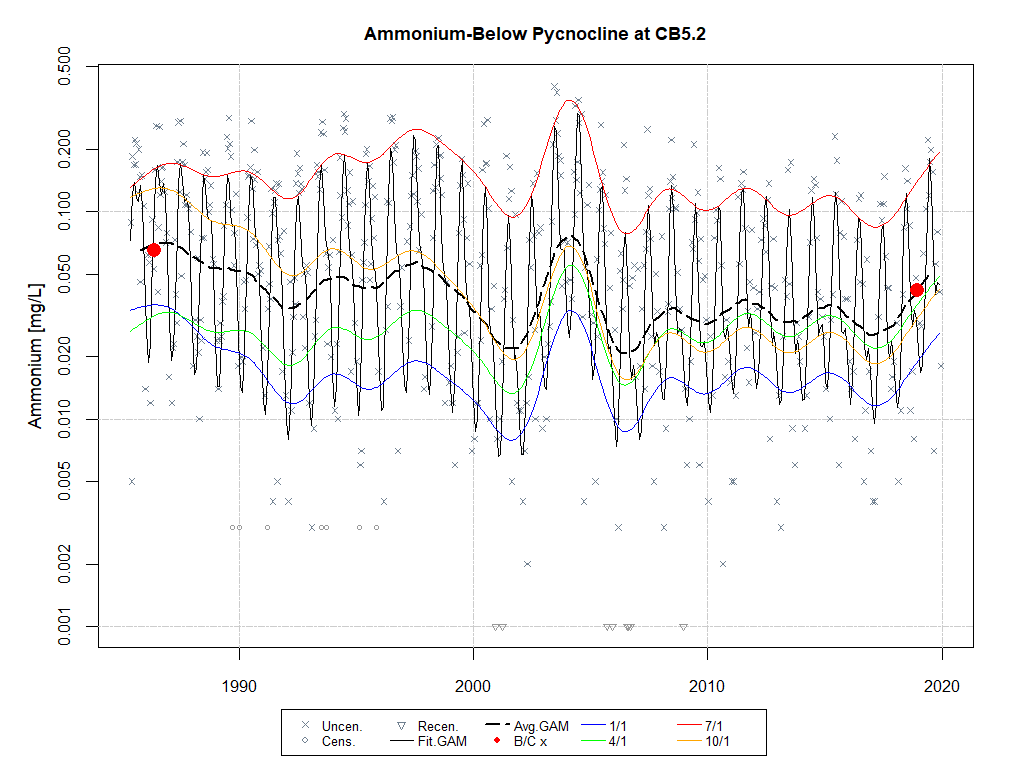 Ammonium-Below Pycnocline at CB5.2
Ammonium [mg/L]
0.500
0.200
0.100
0.050
0.020
0.010
0.005
0.002
0.001
1990 2000 2010 2020
Uncen. Recen. Avg.GAM 1/1 7/1
Cens. Fit.GAM B/C x 4/1 10/1